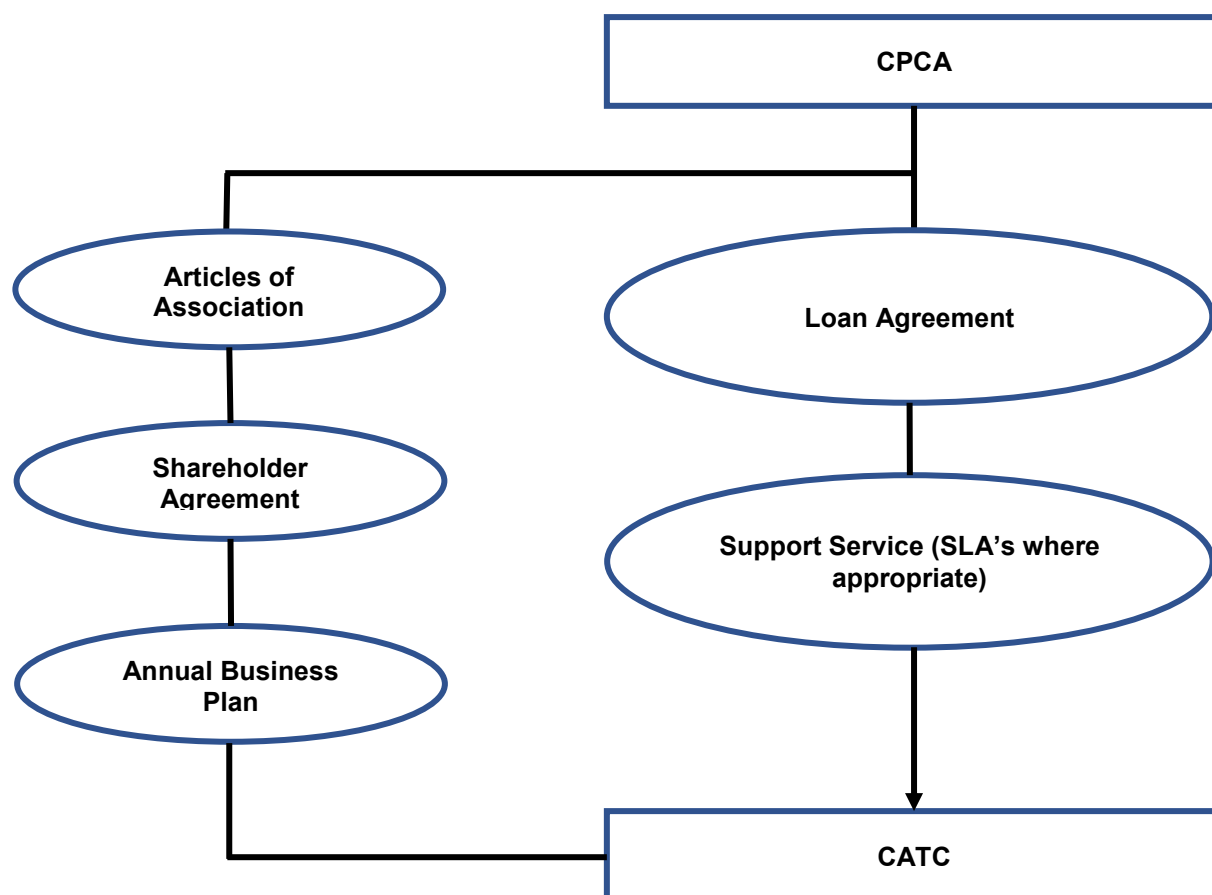 CPCA
Articles of
Association
Loan Agreement
Shareholder
Agreement
Support Service (SLA’s where
appropriate)
Annual Business
Plan
CATC